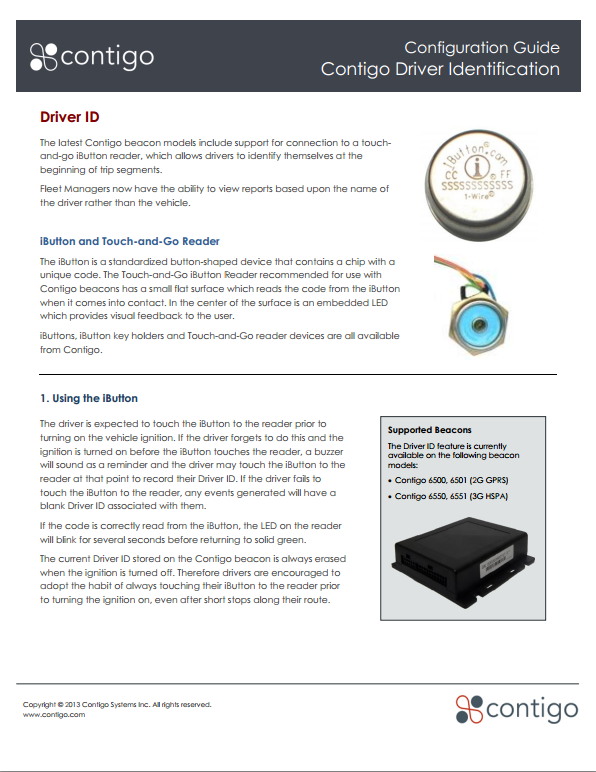 contigo
Configuration Guide
Contigo Driver Identification
Driver ID
The latest Contigo beacon models include support for connection to a touch-
and-go iButton reader, which allows drivers to identify themselves at the
beginning of trip segments.
Fleet Managers now have the ability to view reports based upon the name of
the driver rather than the vehicle.
iButton.com
CC i ® FF
SSSSSSSSSSSS
t-Wire©
iButton and Touch-and-Go Reader
The iButton is a standardized button-shaped device that contains a chip with a
unique code. The Touch-and-Go iButton Reader recommended for use with
Contigo beacons has a small flat surface which reads the code from the iButton
when it comes into contact. In the center of the surface is an embedded LED
which provides visual feedback to the user.
iButtons, iButton key holders and Touch-and-Go reader devices are all available
from Contigo.
1. Using the iButton
The driver is expected to touch the iButton to the reader prior to
turning on the vehicle ignition. If the driver forgets to do this and the
ignition is turned on before the iButton touches the reader, a buzzer
will sound as a reminder and the driver may touch the iButton to the
reader at that point to record their Driver ID. If the driver fails to
touch the iButton to the reader, any events generated will have a
blank Driver ID associated with them.
If the code is correctly read from the iButton, the LED on the reader
will blink for several seconds before returning to solid green.
The current Driver ID stored on the Contigo beacon is always erased
when the ignition is turned off. Therefore drivers are encouraged to
adopt the habit of always touching their iButton to the reader prior
to turning the ignition on, even after short stops along their route.
Supported Beacons
The Driver ID feature is currently
available on the following beacon
models:
• Contigo 6500, 6501 (2G GPRS)
• Contigo 6550, 6551 (3G HSPA)
Copyright © 2013 Contigo Systems Inc. All rights reserved.
www.contigo.com
contigo